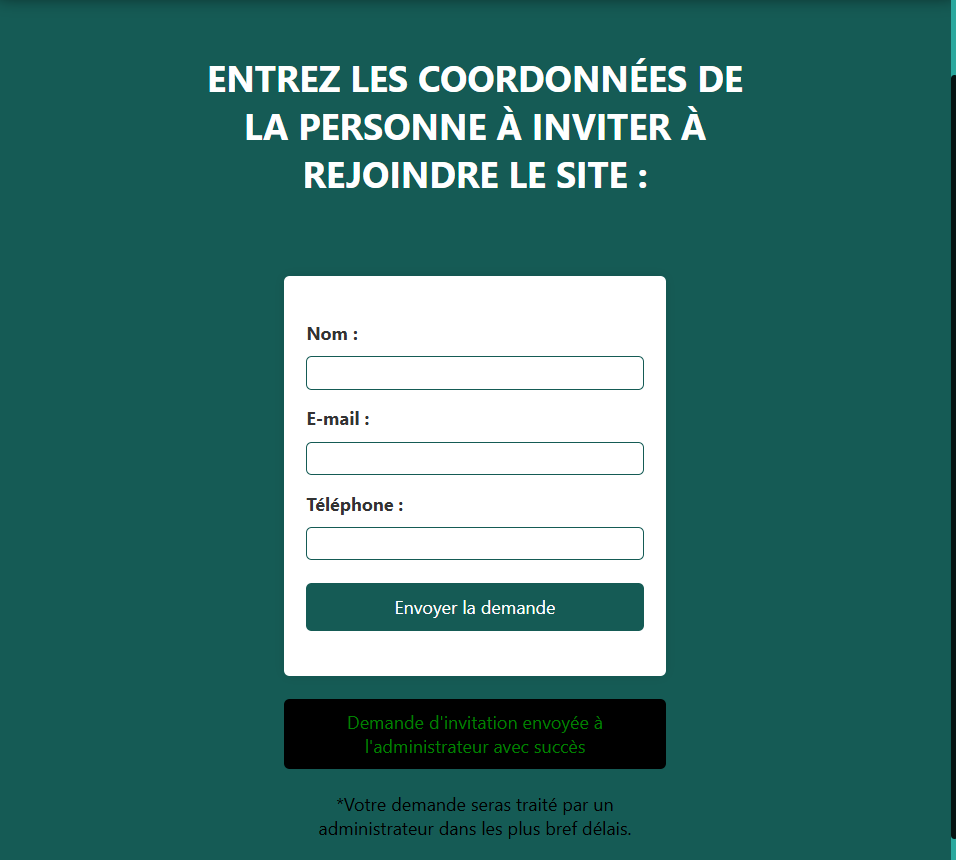 ENTREZ LES COORDONNÉES DE
LA PERSONNE À INVITER À
REJOINDRE LE SITE :
Nom :
E-mail :
Téléphone :
Envoyer la demande
Demande d'invitation envoyée à
l'administrateur avec succès
*Votre demande seras traité par un
administrateur dans les plus bref délais.